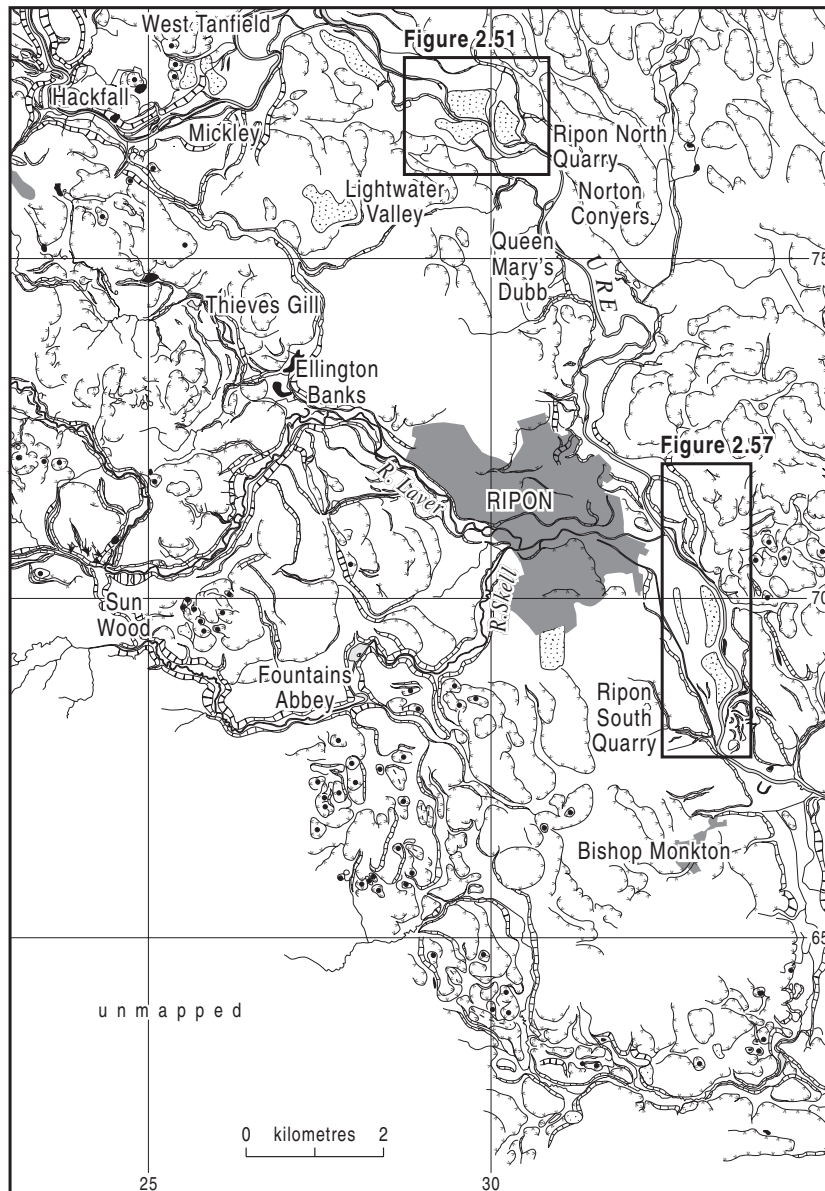 West Tanfield
Figure 2.51
Hackfall
Mickley
Ripon North
Quarry
Lightwater
Valley
Norton
Conyers
Queen
Mary's
Dubb
URE
75
Thieves Gill
Ellington
Banks
Figure 2.57
R. Laver
RIPON
R. Skell
70
Sun
Wood
Fountains
Abbey
Ripon
South
Quarry
Bishop Monkton
65
unmapped
0 kilometres 2
25
30